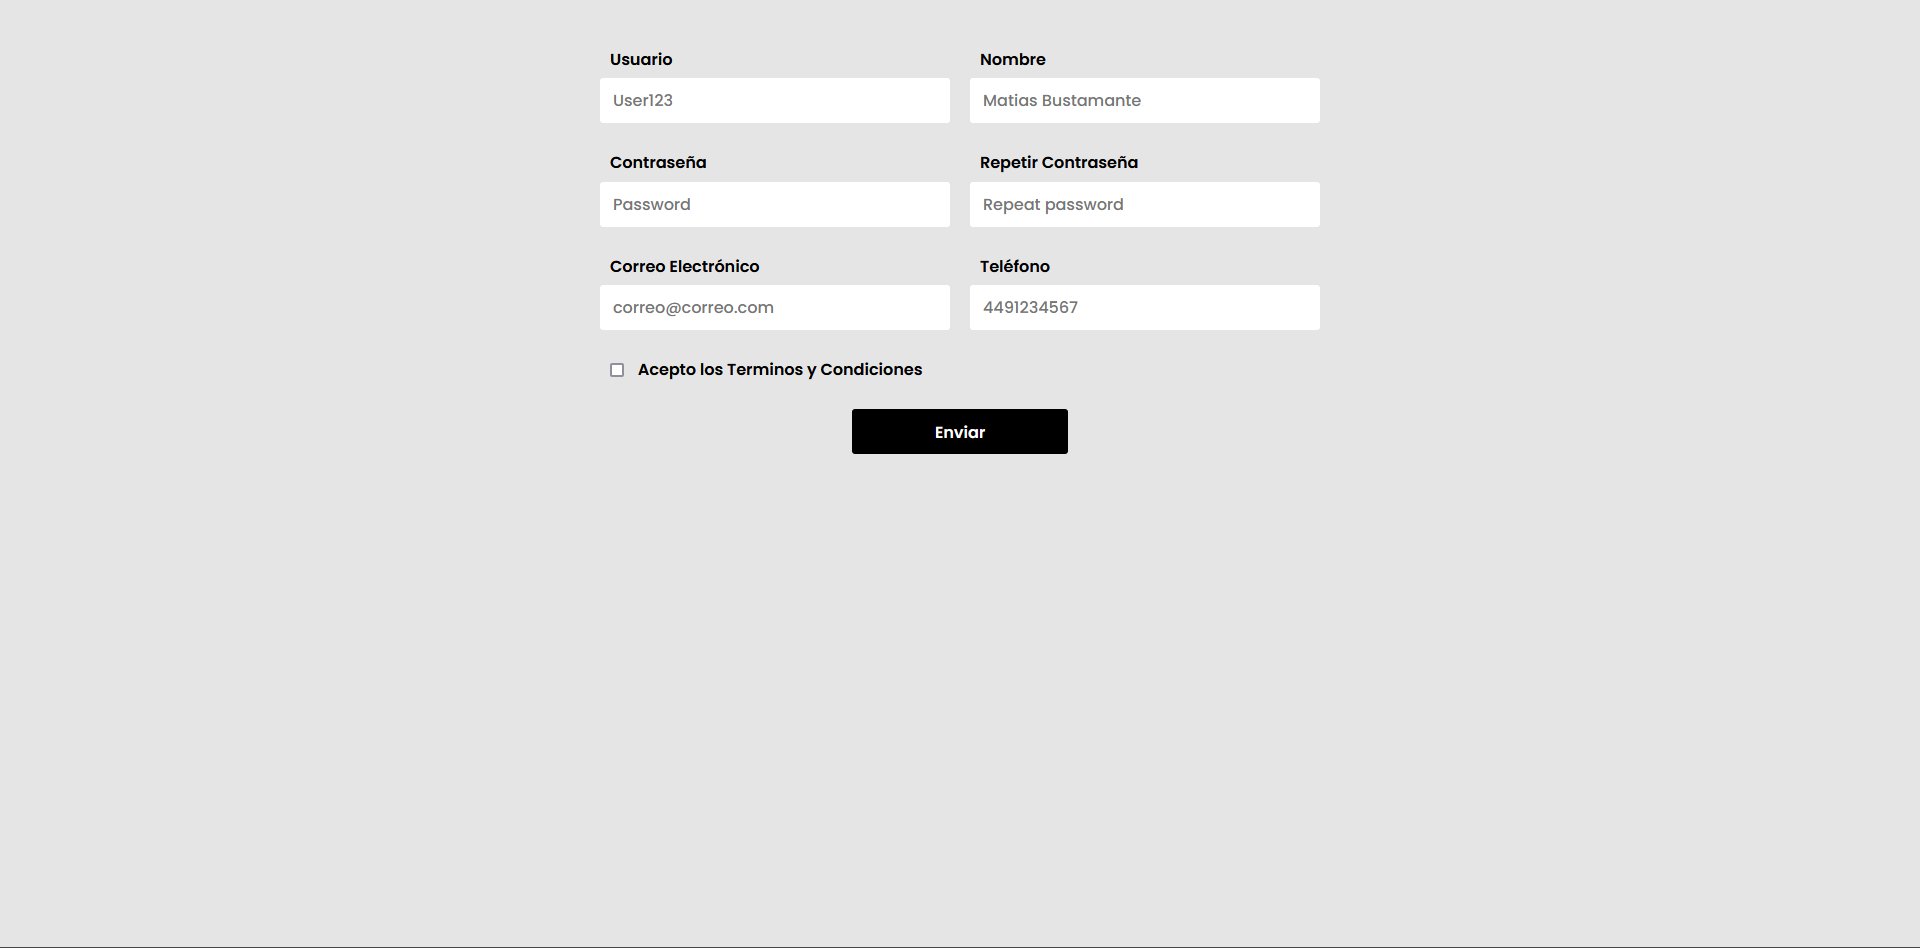 Usuario
Nombre
User123
Matias Bustamante
Contraseña
Repetir Contraseña
Password
Repeat password
Correo Electrónico
Teléfono
correo@correo.com
4491234567
Acepto los Terminos y Condiciones
Enviar